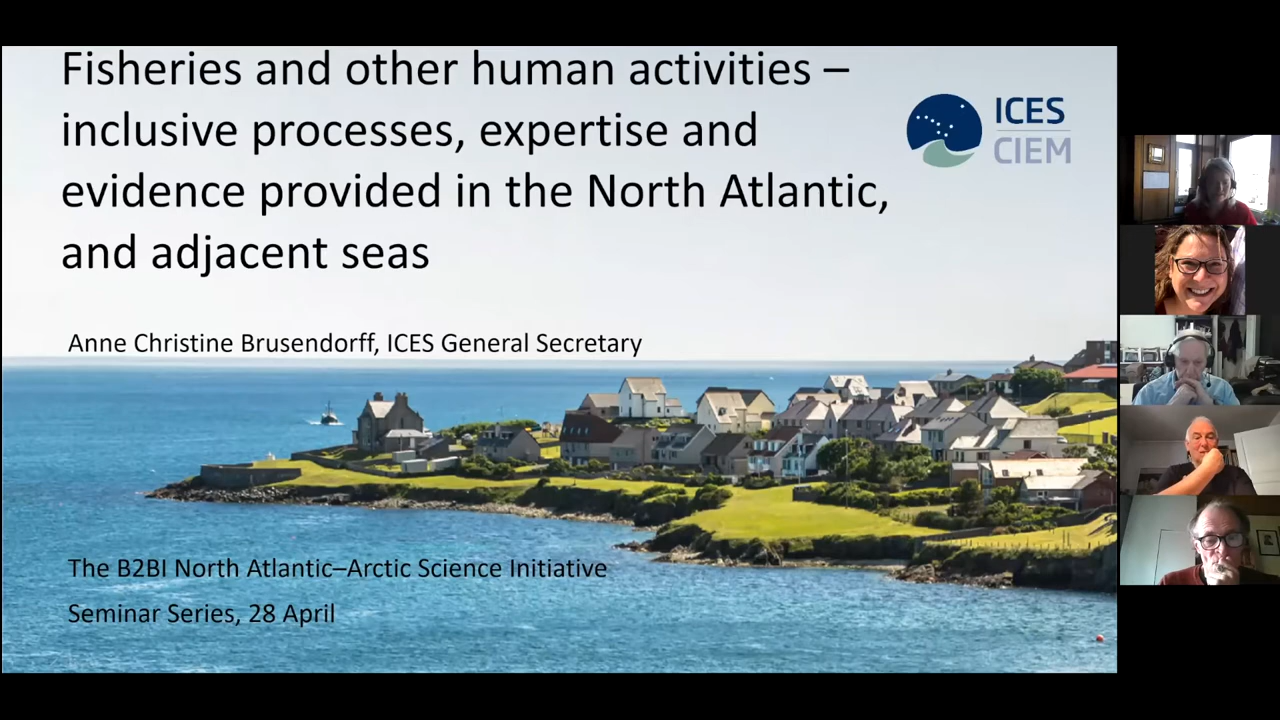 Fisheries and other human activities –
inclusive processes, expertise and
evidence provided in the North Atlantic,
and adjacent seas
ICES
CIEM
Anne Christine Brusendorff, ICES General Secretary
The B2BI North Atlantic–Arctic Science Initiative
Seminar Series, 28 April